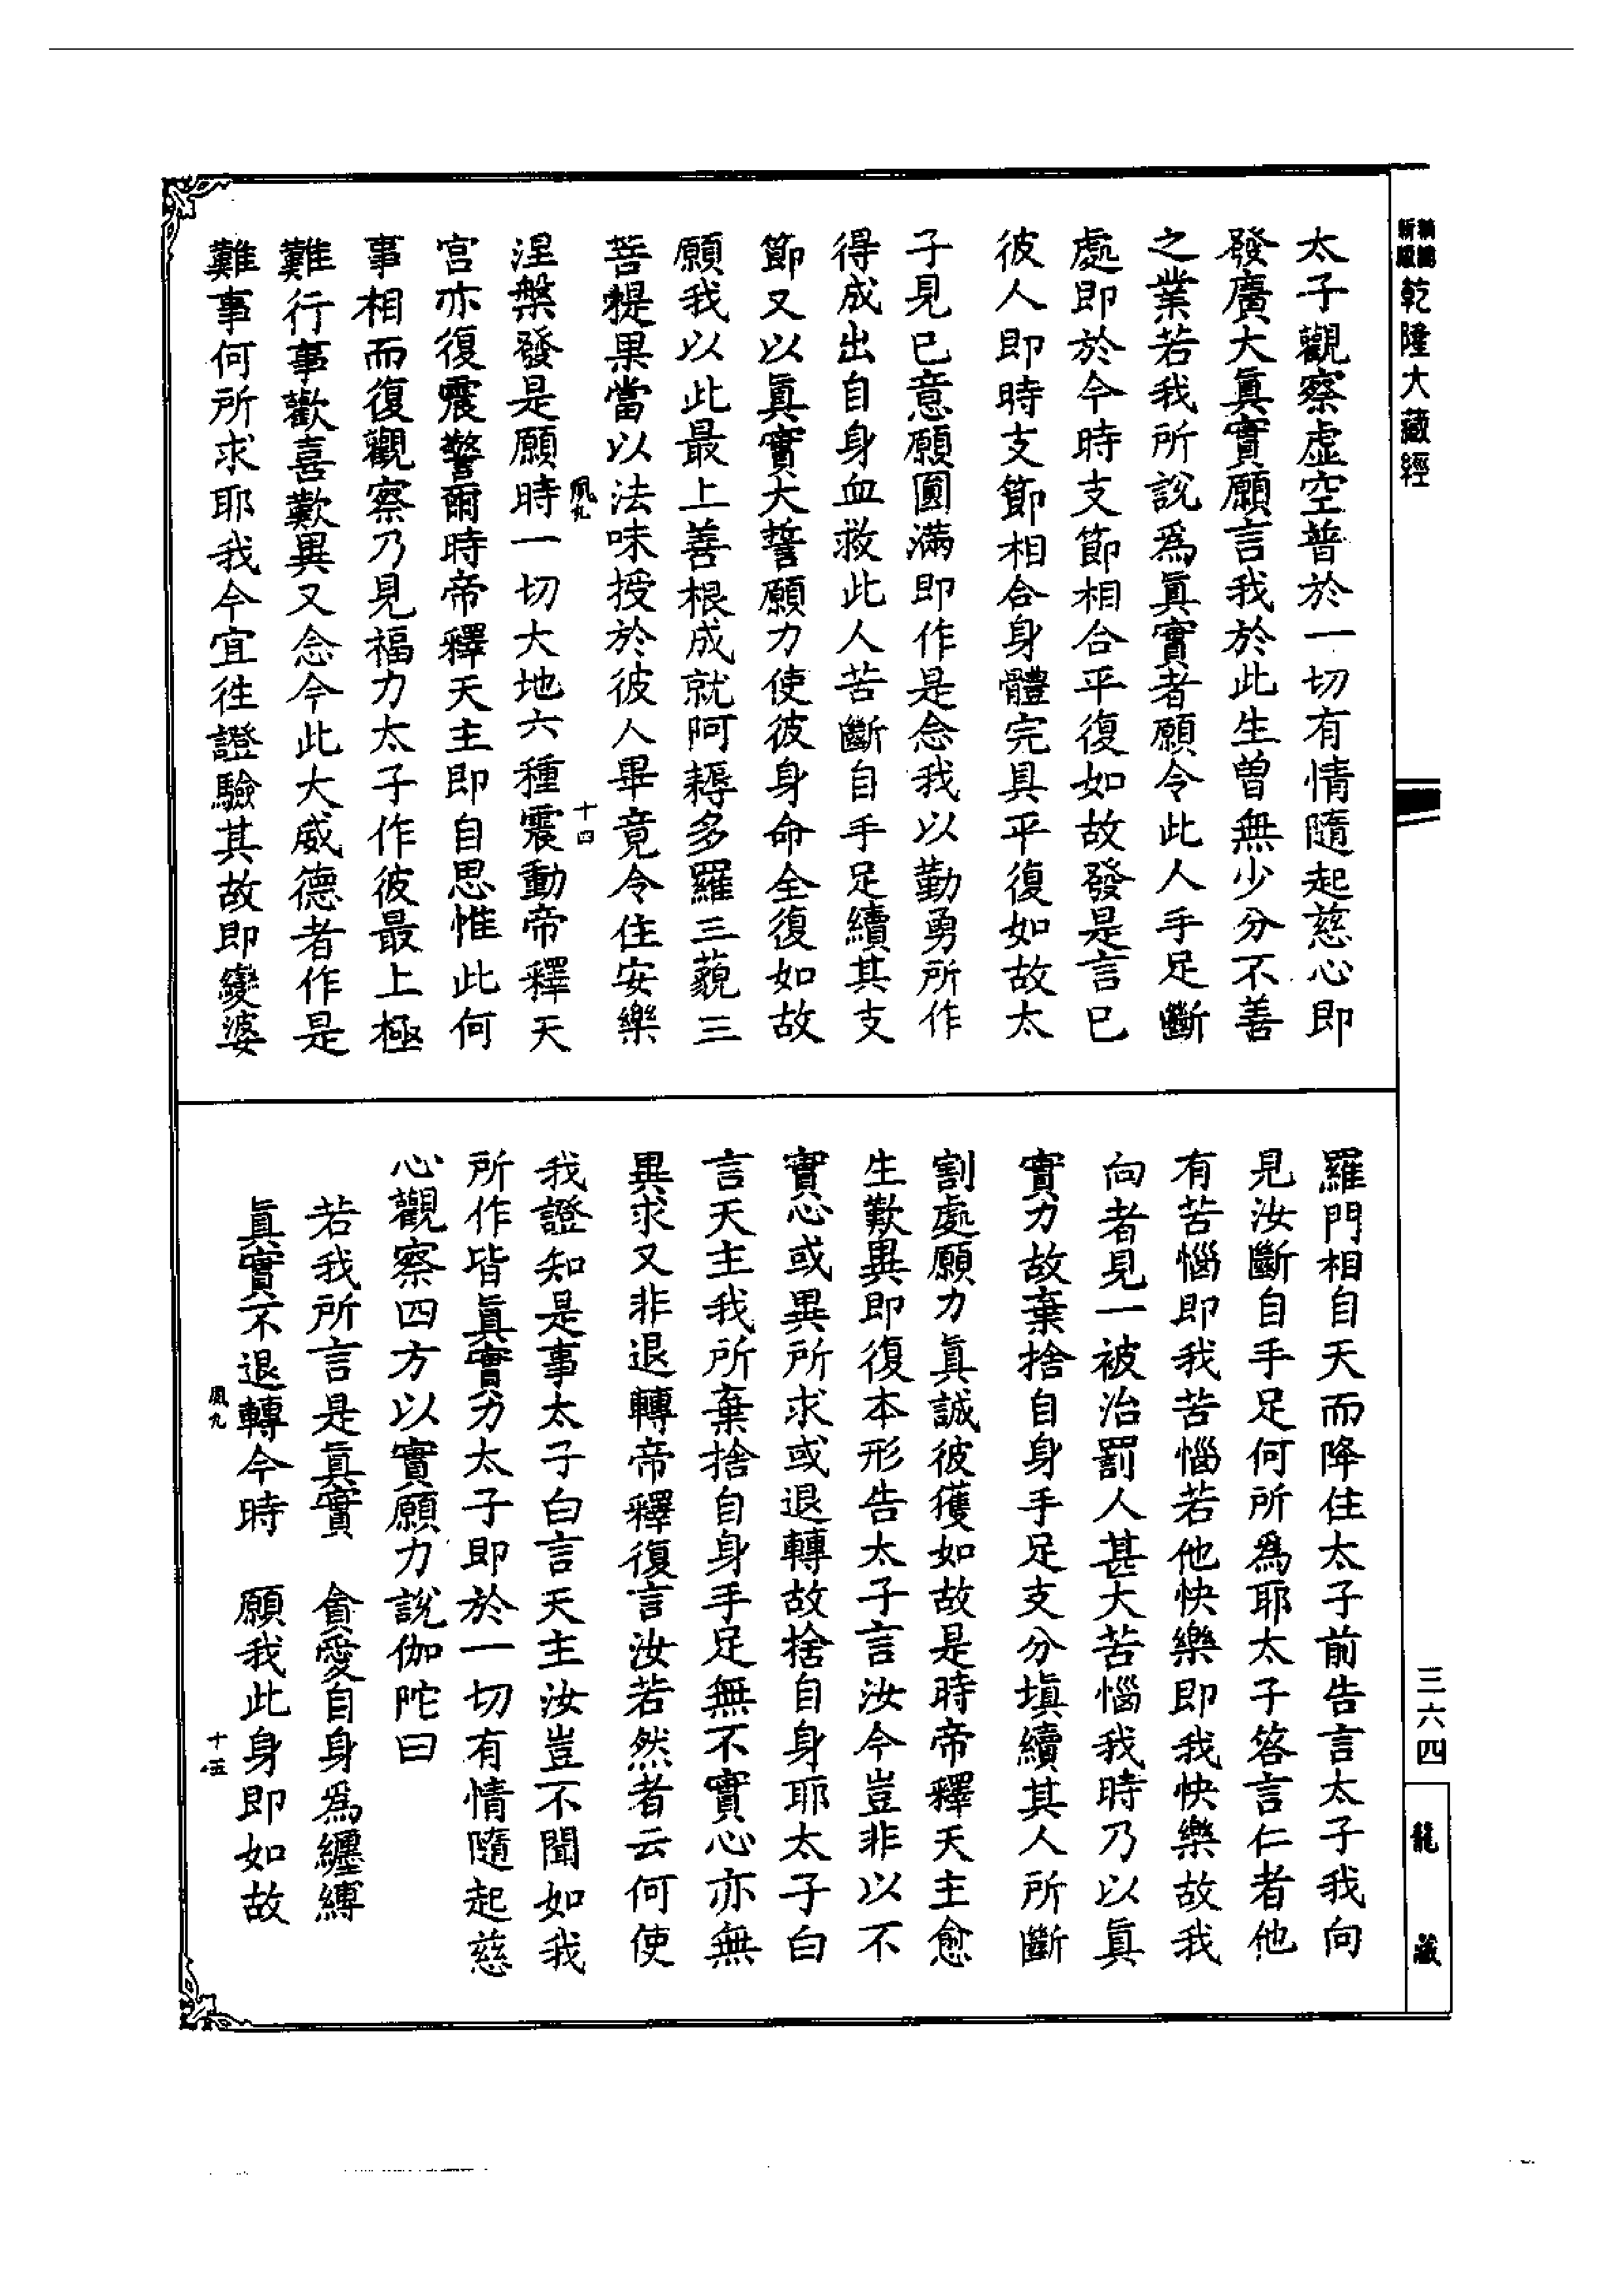 乾隆大藏經
太子觀察虛空普於一切有情隨起慈心即
發廣大眞實願言我於此生曾無少分不善
之業若我所說爲眞實者願令此人手足斷
處即於今時支節相合平復如故發是言已
彼人即時支節相合身體完具平復如故太
子見已意願圓滿即作是念我以勤勇所作
得成出自身血救此人苦斷自手足續其支
節又以眞實大誓願力使彼身命全復如故
願我以此最上善根成就阿耨多羅三藐三
菩提果當以法味授於彼人畢竟令住安樂
十四
涅槃發是願時一切大地六種震動帝釋天
宮亦復震警爾時帝釋天主即自思惟此何
事相而復觀察乃見福力太子作彼最上極
難行事歡喜歎異又念今此大威德者作是
難事何所求耶我今宜徃證驗其故即變婆
羅門相自天而降住太子前告言太子我向
見汝斷自手足何所爲耶太子答言仁者他
有苦惱即我苦惱若他快樂即我快樂故我
向者見一被治罰人甚大苦惱我時乃以眞
實力故棄捨自身手足支分塡續其人所斷
割處願力眞誠彼獲如故是時帝釋天主愈
生歎異即復本形告太子言汝今豈非以不
實心或異所求或退轉故捨自身耶太子白
言天主我所棄捨自身手足無不實心亦無
異求又非退轉帝釋復言汝若然者云何使
我證知是事太子白言天主汝豈不聞如我
所作皆眞實力太子即於一切有情隨起慈
心觀察四方以實願力說伽陀曰
若我所言是眞實　貪愛自身爲纏縛
眞實不退轉今時　願我此身即如故
十五
三六四
龍藏